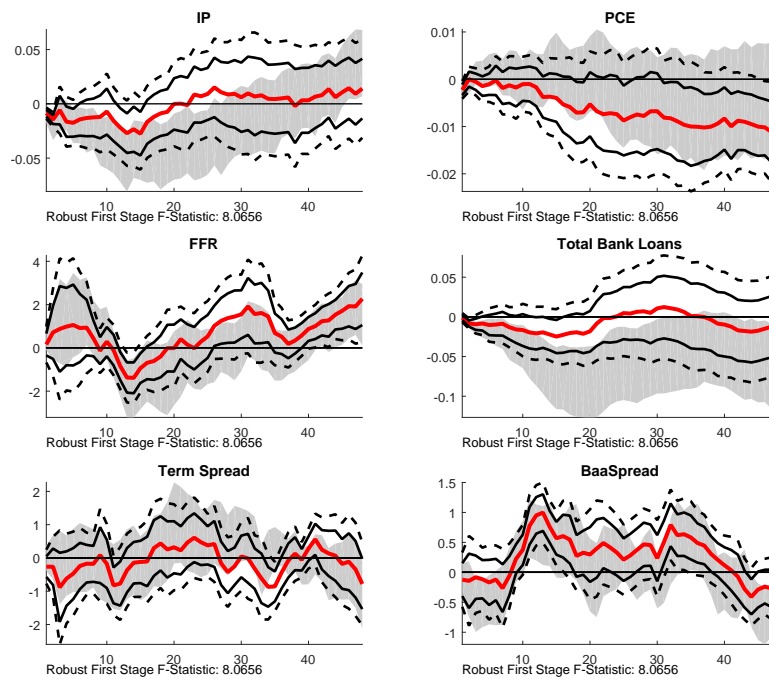 IP
0.05
0
-0.05
10 20 30 40
Robust First Stage F-Statistic: 8.0656
PCE
0.01
0
-0.01
-0.02
10 20 30 40
Robust First Stage F-Statistic: 8.0656
FFR
4
2
0
-2
10 20 30 40
Robust First Stage F-Statistic: 8.0656
Total Bank Loans
0.05
0
-0.05
-0.1
10 20 30 40
Robust First Stage F-Statistic: 8.0656
Term Spread
2
1
0
-1
-2
10 20 30 40
Robust First Stage F-Statistic: 8.0656
BaaSpread
1.5
1
0.5
0
-0.5
-1
10 20 30 40
Robust First Stage F-Statistic: 8.0656